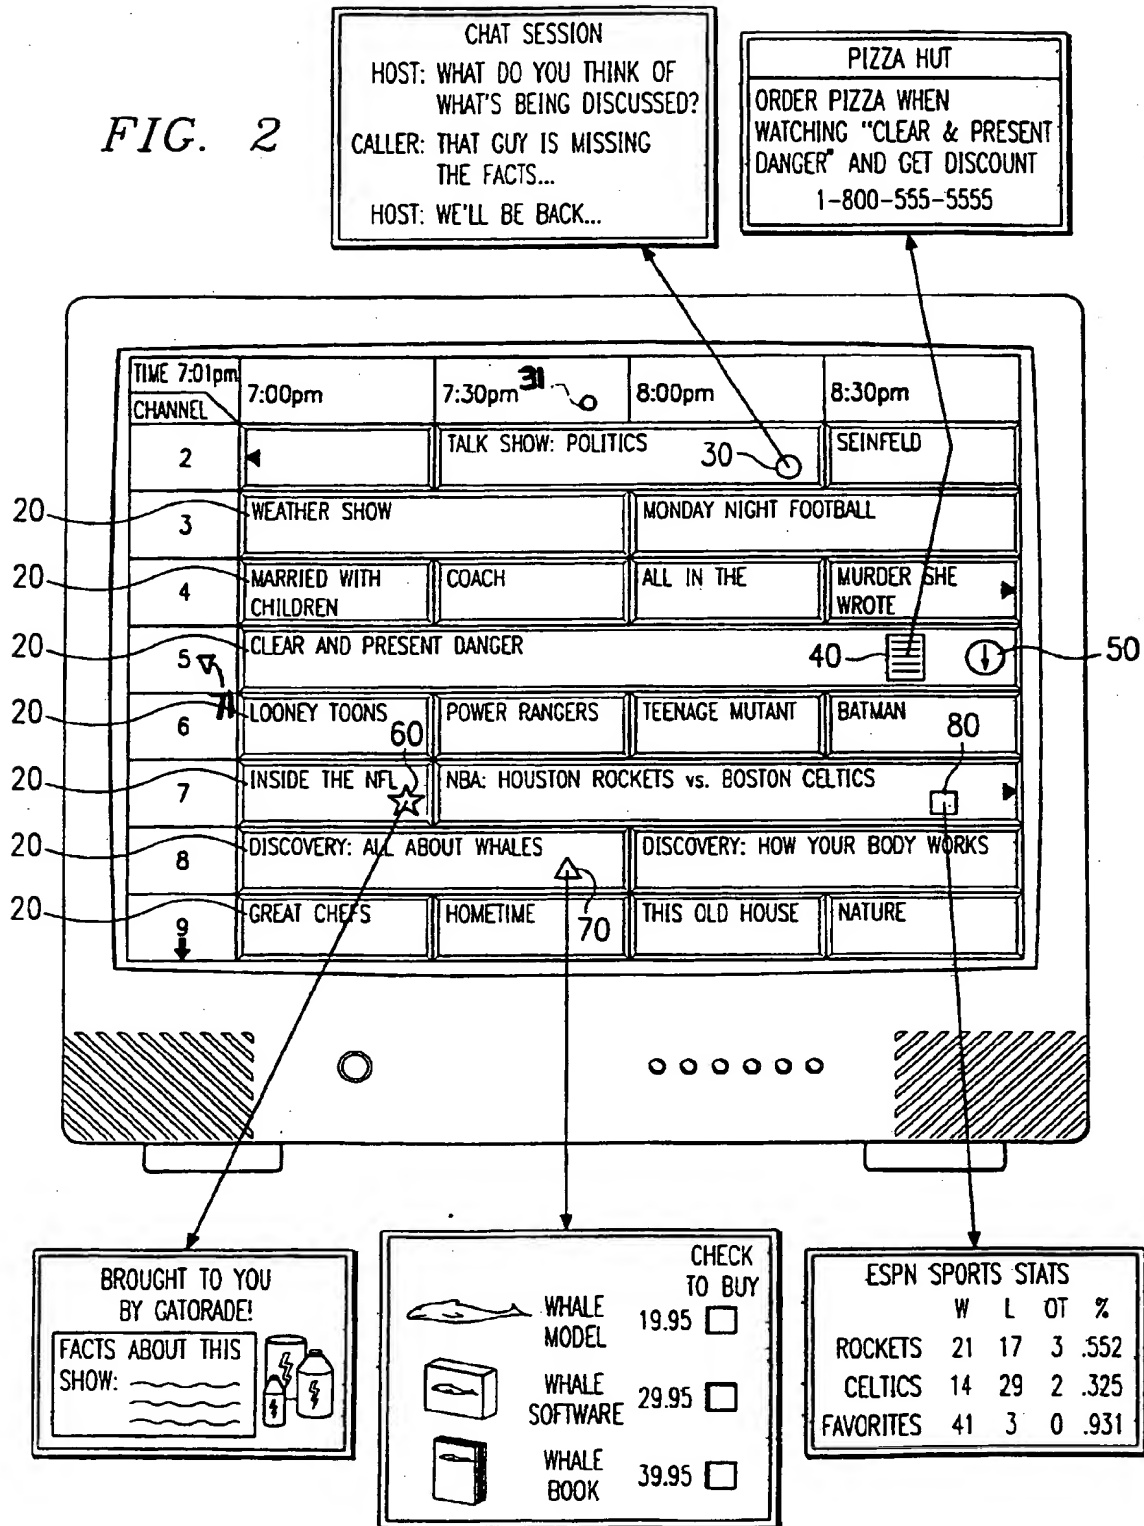 FIG. 2
CHAT SESSION
HOST: WHAT DO YOU THINK OF
WHAT'S BEING DISCUSSED?
CALLER: THAT GUY IS MISSING
THE FACTS...
HOST: WE'LL BE BACK...
PIZZA HUT
ORDER PIZZA WHEN
WATCHING "CLEAR & PRESENT
DANGER" AND GET DISCOUNT
1-800-555-5555
TIME 7:01pm
CHANNEL
7:00pm
7:30pm
31
8:00pm
8:30pm
2
TALK SHOW: POLITICS
30
SEINFELD
20
3
WEATHER SHOW
MONDAY NIGHT FOOTBALL
20
4
MARRIED WITH
CHILDREN
COACH
ALL IN THE
MURDER SHE
WROTE
20
5
CLEAR AND PRESENT DANGER
40
50
71
20
6
LOONEY TOONS
60
POWER RANGERS
TEENAGE MUTANT
BATMAN
80
20
7
INSIDE THE NFL
NBA: HOUSTON ROCKETS vs. BOSTON CELTICS
20
8
DISCOVERY: ALL ABOUT WHALES
DISCOVERY: HOW YOUR BODY WORKS
20
9
GREAT CHEFS
HOMETIME
70
THIS OLD HOUSE
NATURE
BROUGHT TO YOU
BY GATORADE!
FACTS ABOUT THIS
SHOW:
CHECK
TO BUY
WHALE
MODEL
19.95
WHALE
SOFTWARE
29.95
WHALE
BOOK
39.95
ESPN SPORTS STATS
W L OT %
ROCKETS 21 17 3 .552
CELTICS 14 29 2 .325
FAVORITES 41 3 0 .931